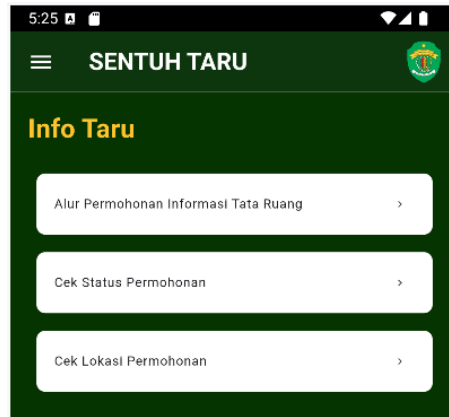 5:25
SENTUH TARU
Info Taru
Alur Permohonan Informasi Tata Ruang
Cek Status Permohonan
Cek Lokasi Permohonan